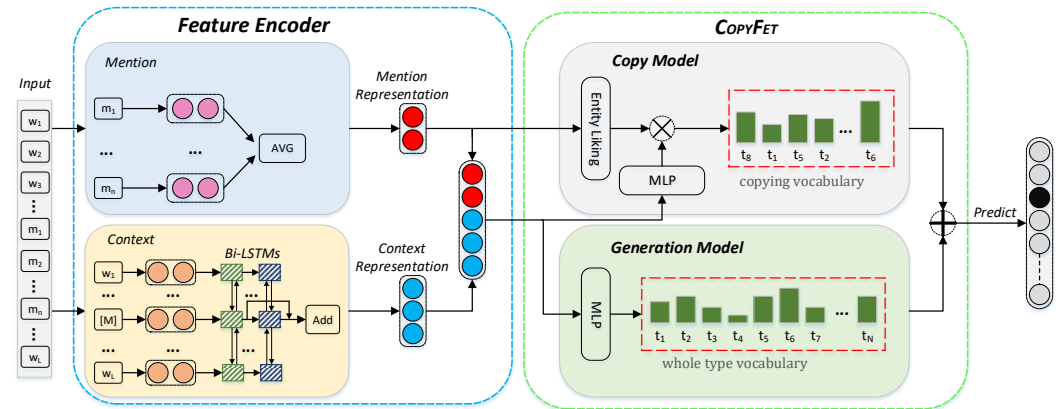 Feature Encoder
COPYFET
Input
w1
w2
w3
...
m1
m2
...
mn
...
wL
Mention
m1
... ...
mn
AVG
Mention
Representation
Context
Bi-LSTMs
w1
... ...
[M]
... ...
wL
Add
Context
Representation
Copy Model
Entity Liking
MLP
...
t8 t1 t5 t2 t6
copying vocabulary
Generation Model
MLP
...
t1 t2 t3 t4 t5 t6 t7 tN
whole type vocabulary
Predict